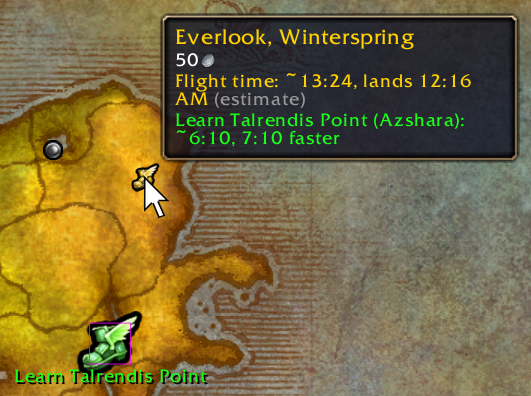 Everlook, Winterspring
50
Flight time: ~13:24, lands 12:16
AM (estimate)
Learn Talrendis Point (Azshara):
~6:10, 7:10 faster
Learn Talrendis Point